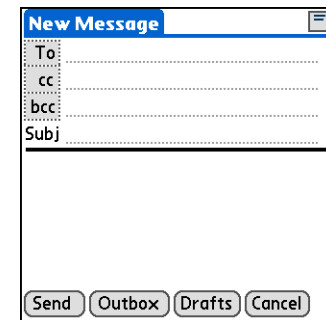 New Message
To
cc
bcc
Subj
Send Outbox Drafts Cancel